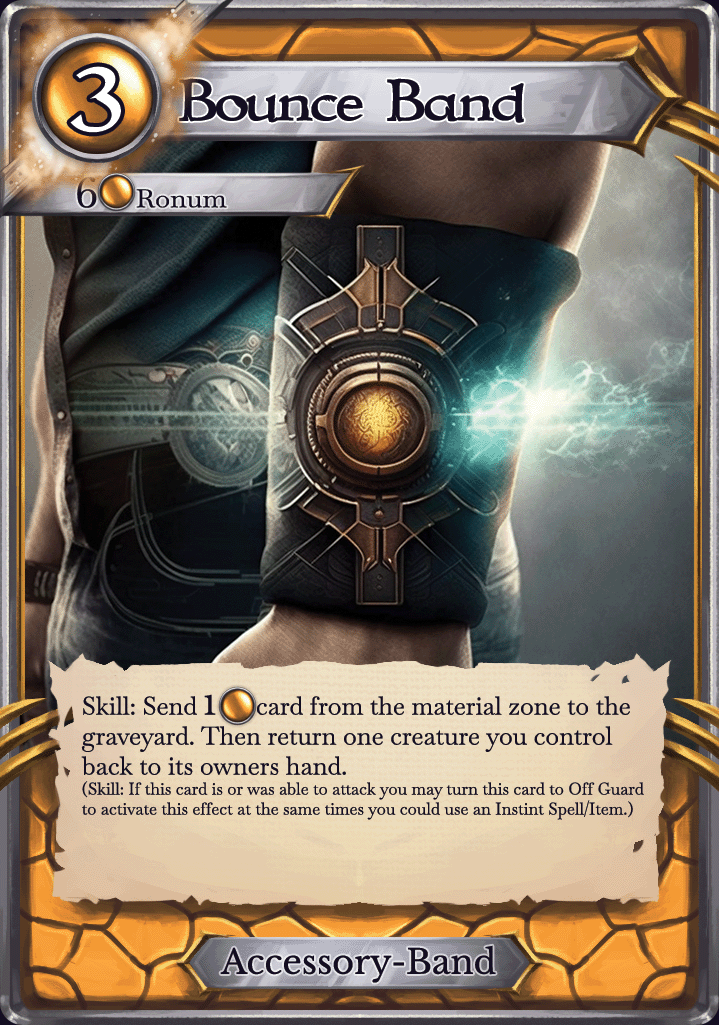 3
Bounce Band
6 Ronum
Skill: Send 1 card from the material zone to the
graveyard. Then return one creature you control
back to its owners hand.
(Skill: If this card is or was able to attack you may turn this card to Off Guard
to activate this effect at the same times you could use an Instint Spell/Item.)
Accessory-Band